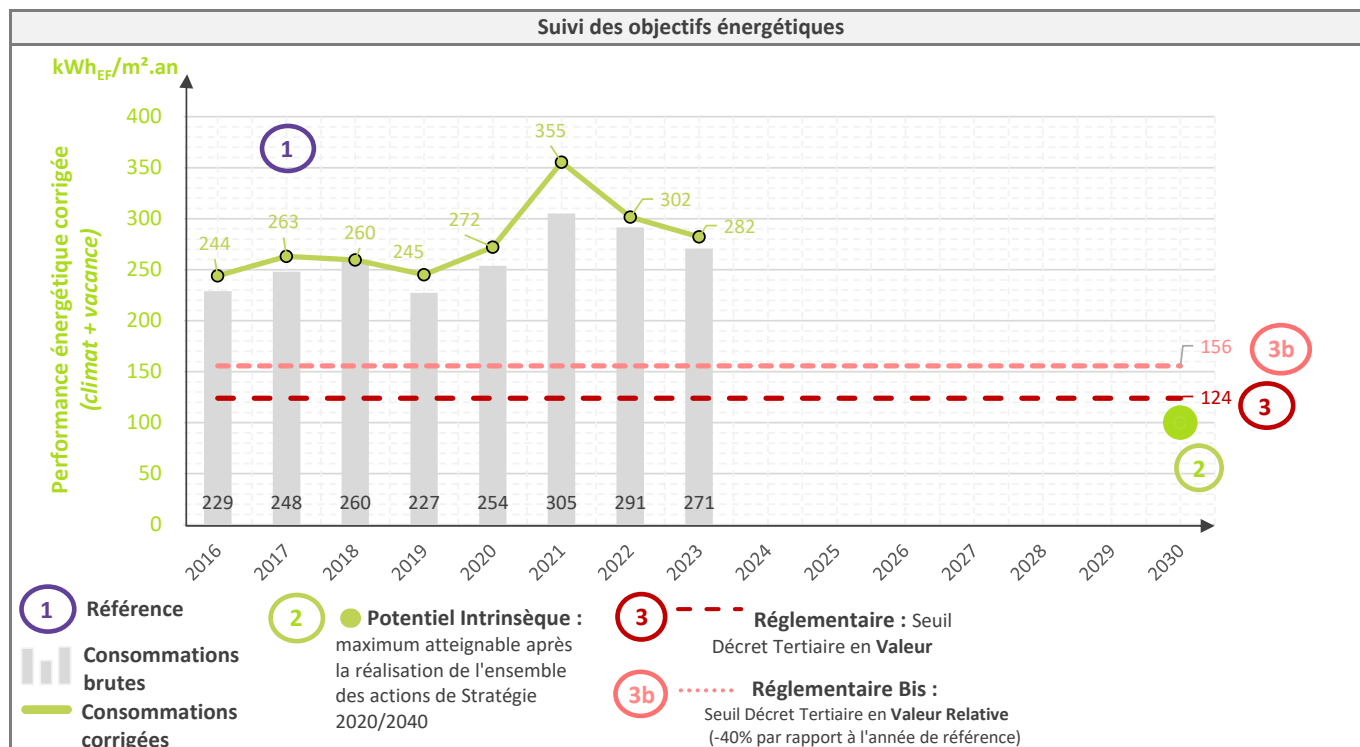 Suivi des objectifs énergétiques
kWhEF/m².an
Performance énergétique corrigée
(climat + vacance)
400
350
300
250
200
150
100
50
0
1
244
263
260
245
272
355
302
282
156
3b
124
3
2
229
248
260
227
254
305
291
271
2016
2017
2018
2019
2020
2021
2022
2023
2024
2025
2026
2027
2028
2029
2030
1
Référence
Consommations
brutes
Consommations
corrigées
2
Potentiel Intrinsèque :
maximum atteignable après
la réalisation de l'ensemble
des actions de Stratégie
2020/2040
3
Réglementaire : Seuil
Décret Tertiaire en Valeur
3b
Réglementaire Bis :
Seuil Décret Tertiaire en Valeur Relative
(-40% par rapport à l'année de référence)